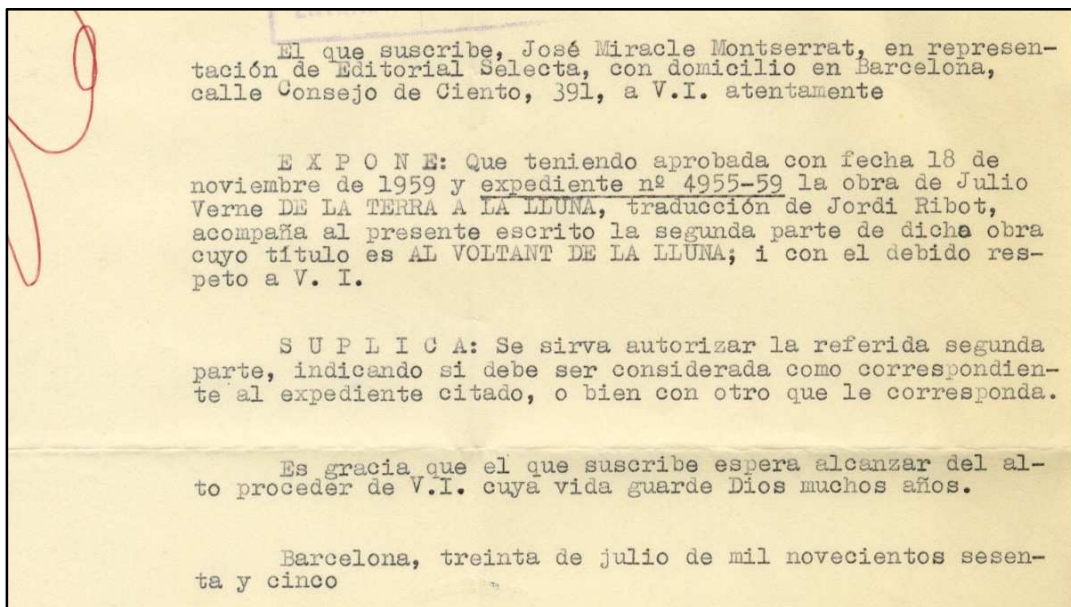 El que suscribe, José Miracle Montserrat, en represen-
tación de Editorial Selecta, con domicilio en Barcelona,
calle Consejo de Ciento, 391, a V.I. atentamente
E X P O N E: Que teniendo aprobada con fecha 18 de
noviembre de 1959 y expediente nº 4955-59 la obra de Julio
Verne DE LA TERRA A LA LLUNA, traducción de Jordi Ribot,
acompaña al presente escrito la segunda parte de dicha obra
cuyo título es AL VOLTANT DE LA LLUNA; i con el debido res-
peto a V. I.
S U P L I C A: Se sirva autorizar la referida segunda
parte, indicando si debe ser considerada como correspondien-
te al expediente citado, o bien con otro que le corresponda.
Es gracia que el que suscribe espera alcanzar del al-
to proceder de V.I. cuya vida guarde Dios muchos años.
Barcelona, treinta de julio de mil novecientos sesen-
ta y cinco